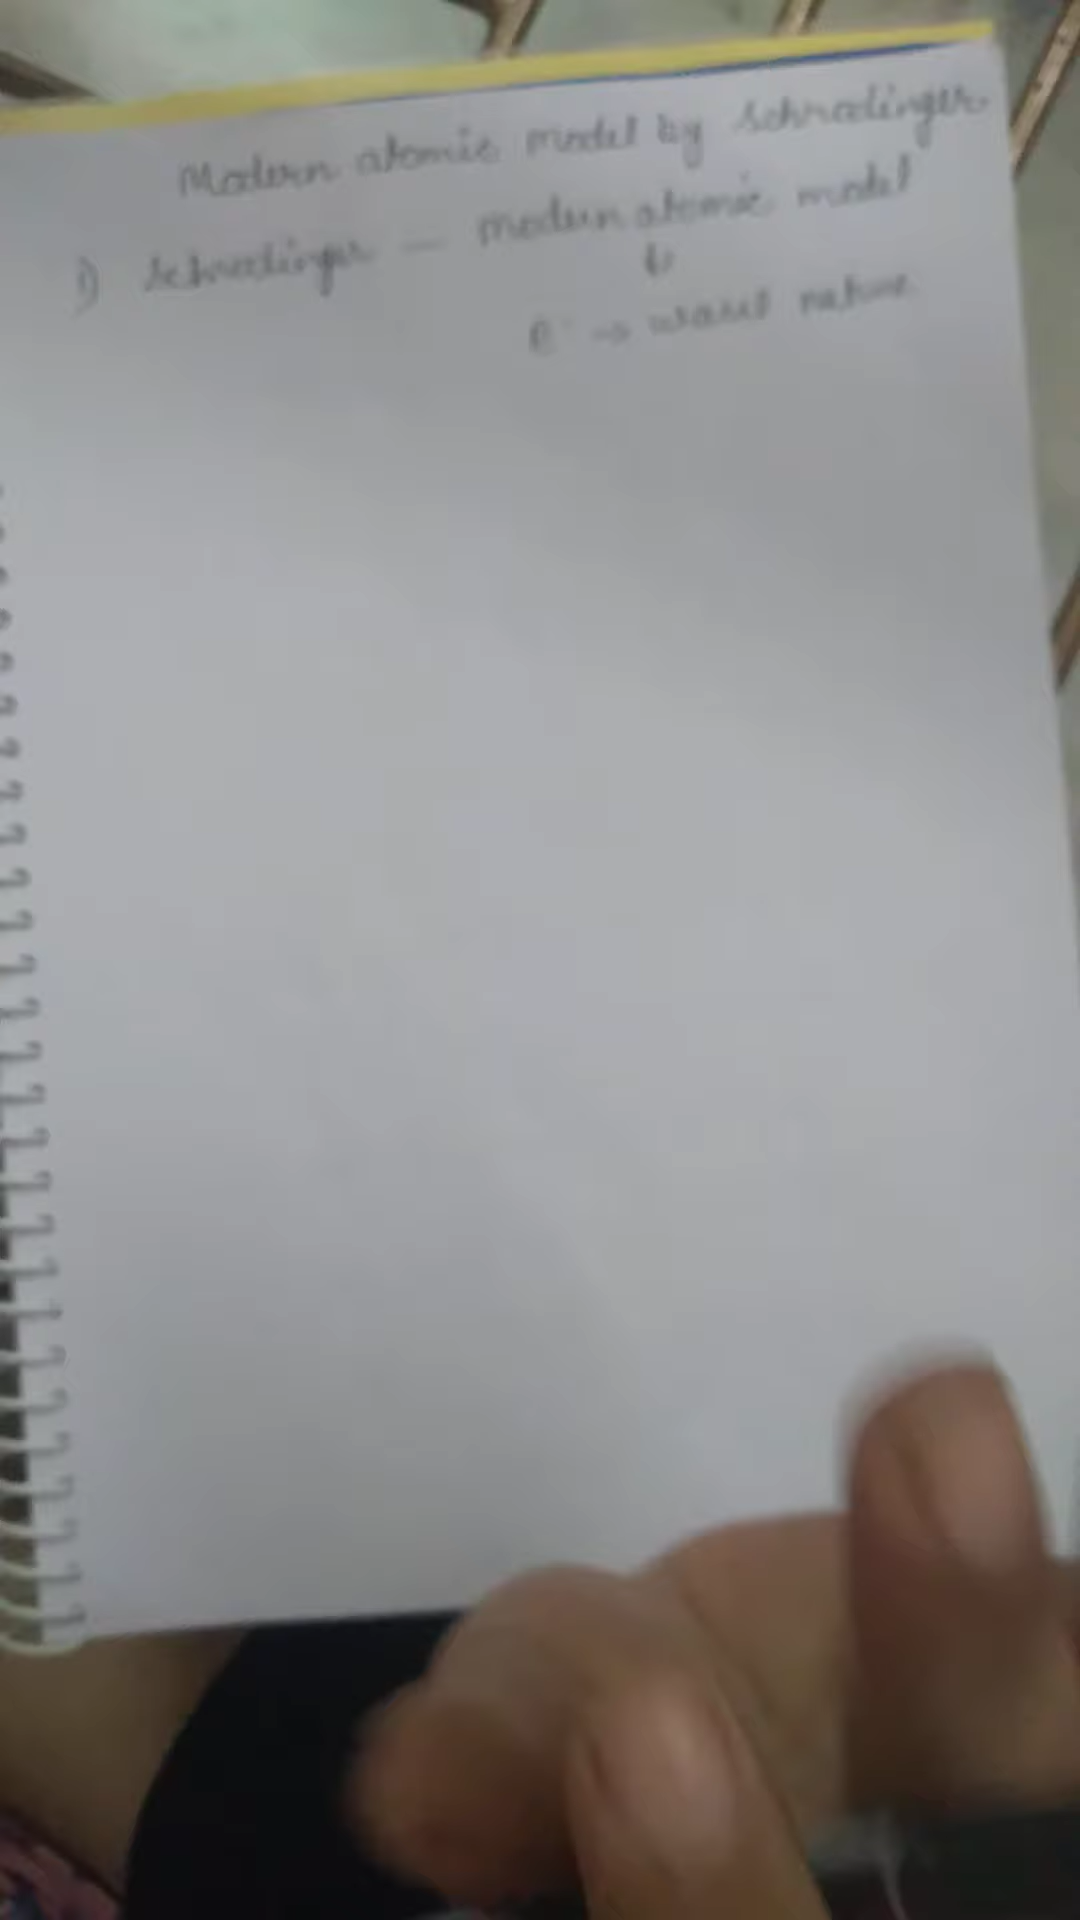 Modern atomic model by Schrodinger
1) Schrodinger — modern atomic model
↳
e⁻ → wave nature